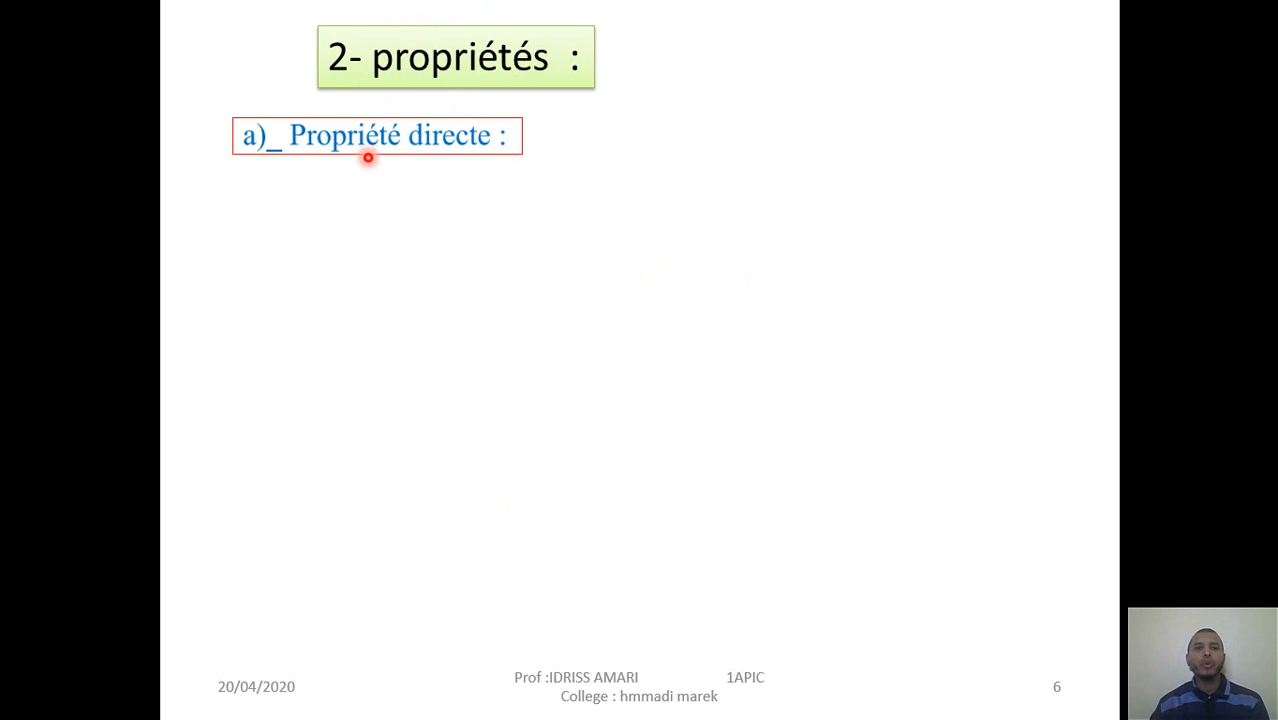 2- propriétés :
a)_ Propriété directe :
20/04/2020
Prof :IDRISS AMARI 1APIC
College : hmmadi marek
6